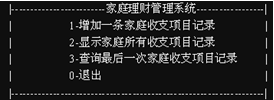 |-----------------家庭理财管理系统-----------------|
1-增加一条家庭收支项目记录
2-显示家庭所有收支项目记录
3-查询最后一次家庭收支项目记录
0-退出
|--------------------------------------------------|